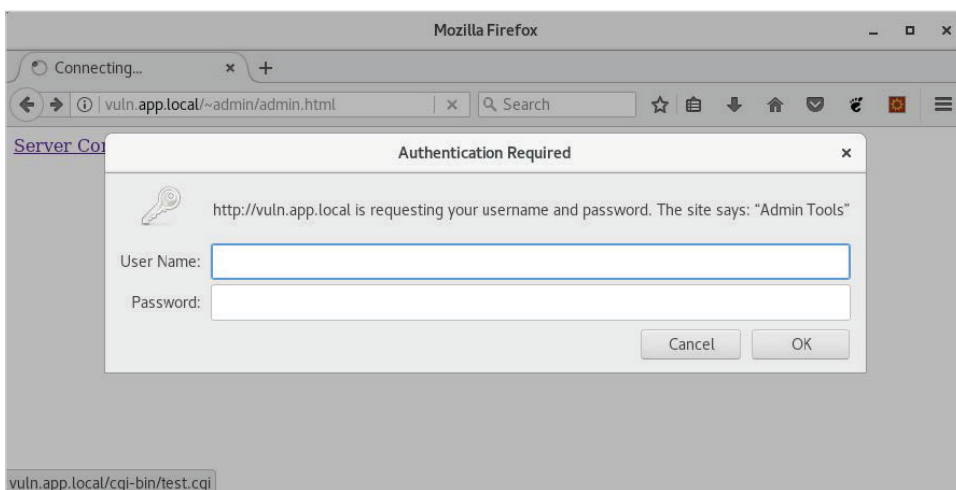 Mozilla Firefox
Connecting...
vuln.app.local/~admin/admin.html
Search
Server Co
Authentication Required
http://vuln.app.local is requesting your username and password. The site says: “Admin Tools”
User Name:
Password:
Cancel OK
vuln.app.local/cgi-bin/test.cgi